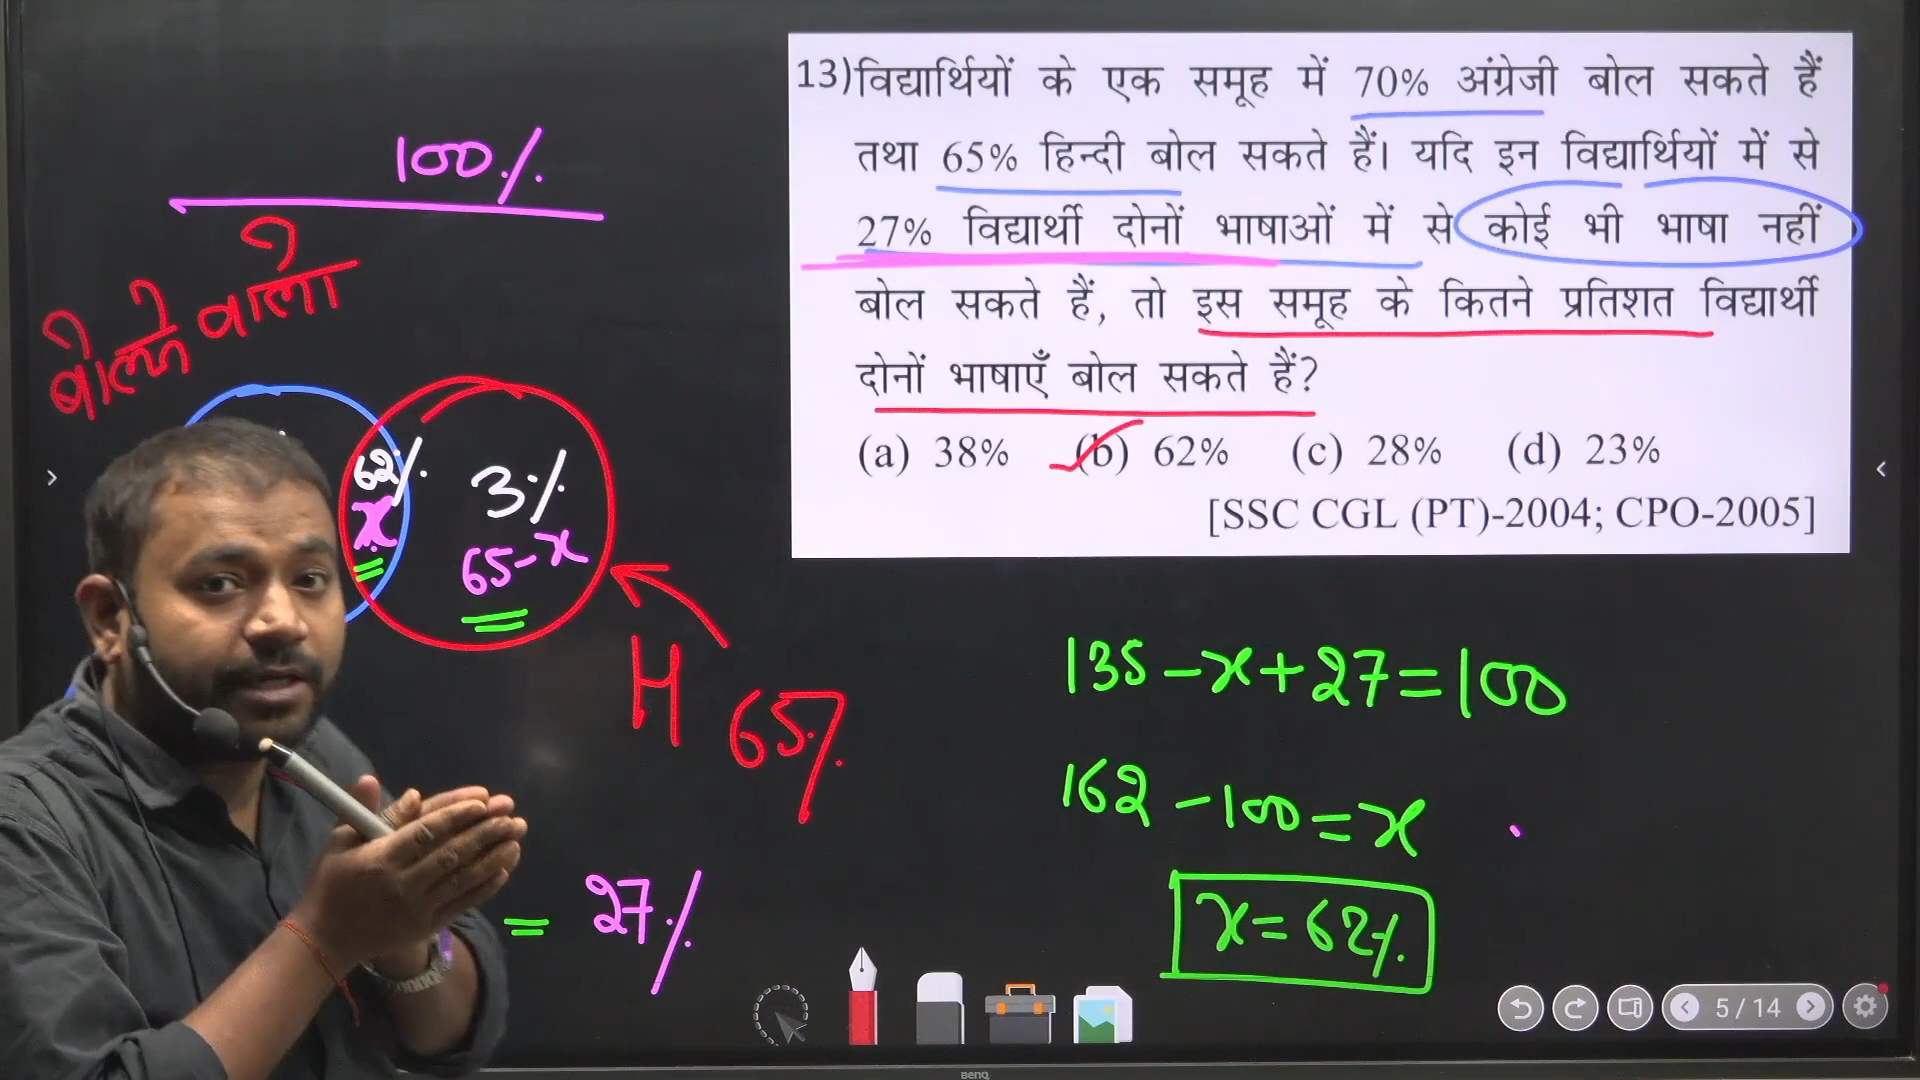 100%
बोलने वालो
62%
x
3%
65-x
H 65%
= 27%
13) विद्यार्थियों के एक समूह में 70% अंग्रेजी बोल सकते हैं
तथा 65% हिन्दी बोल सकते हैं। यदि इन विद्यार्थियों में से
27% विद्यार्थी दोनों भाषाओं में से कोई भी भाषा नहीं
बोल सकते हैं, तो इस समूह के कितने प्रतिशत विद्यार्थी
दोनों भाषाएँ बोल सकते हैं?
(a) 38% (b) 62% (c) 28% (d) 23%
[SSC CGL (PT)-2004; CPO-2005]
135-x+27=100
162-100=x
x=62%
5/14
BenQ